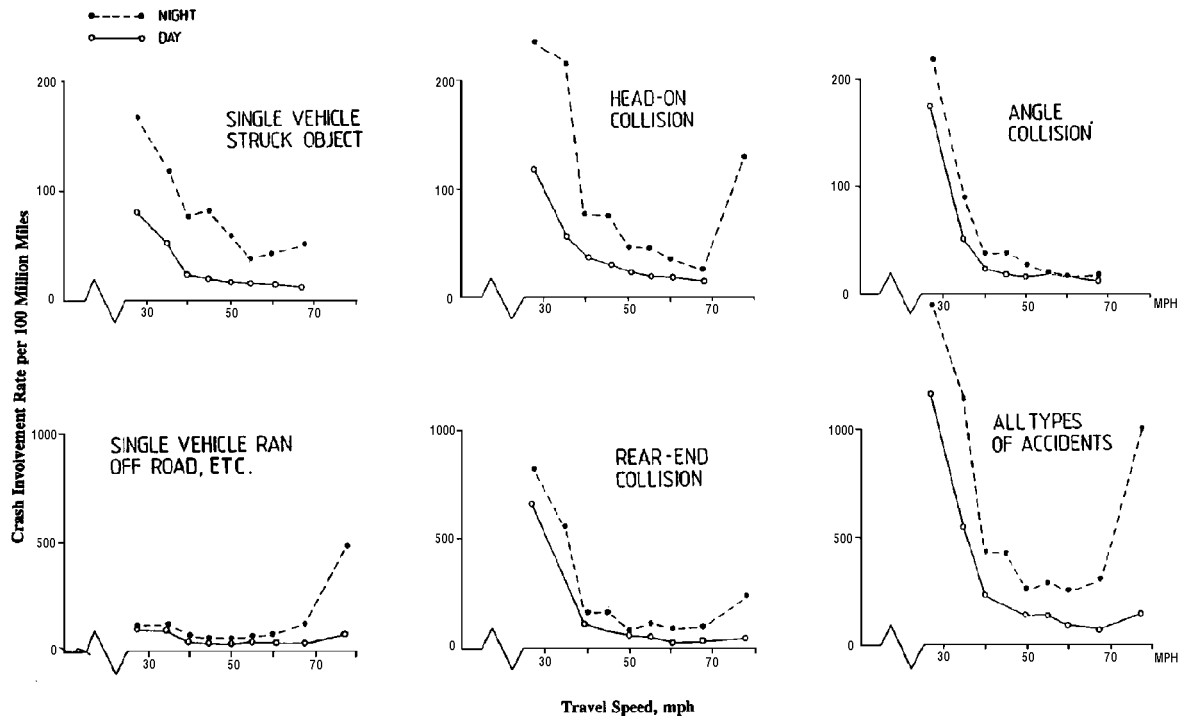 NIGHT
DAY
Crash Involvement Rate per 100 Million Miles
200
100
0
30
50
70
SINGLE VEHICLE
STRUCK OBJECT
200
100
0
30
50
70
HEAD-ON
COLLISION
200
100
0
30
50
70
MPH
ANGLE
COLLISION
1000
500
0
30
50
70
SINGLE VEHICLE RAN
OFF ROAD, ETC.
1000
500
0
30
50
70
REAR-END
COLLISION
1000
500
0
30
50
70
MPH
ALL TYPES
OF ACCIDENTS
Travel Speed, mph